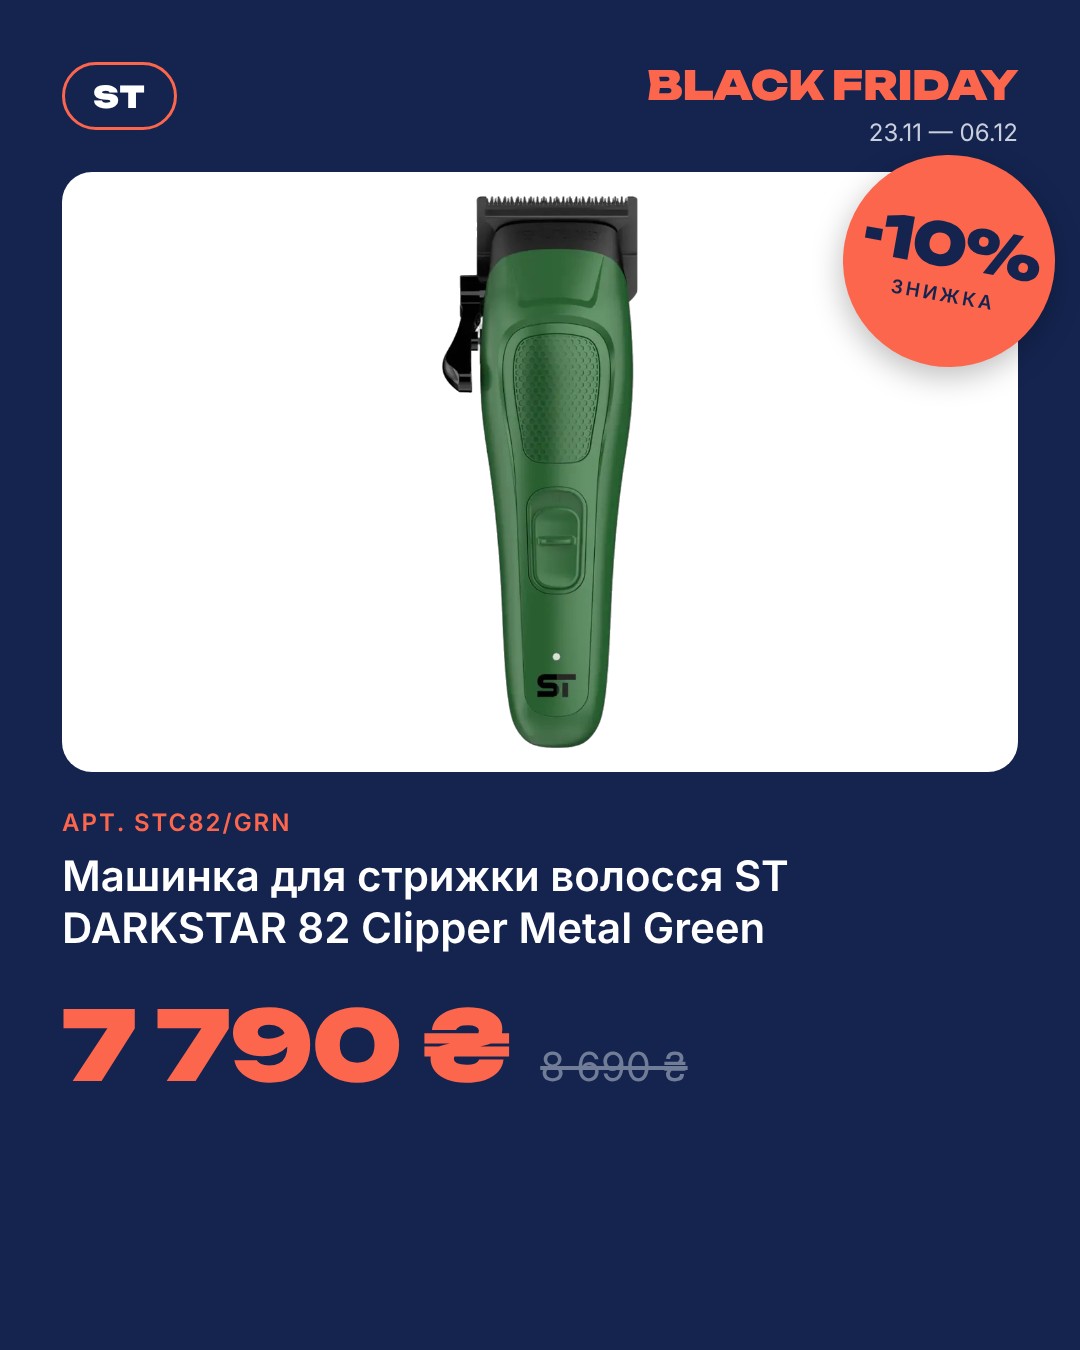 ST
BLACK FRIDAY
23.11 — 06.12
-10%
ЗНИЖКА
ST
АРТ. STC82/GRN
Машинка для стрижки волосся ST
DARKSTAR 82 Clipper Metal Green
7 790 ₴
8 690 ₴